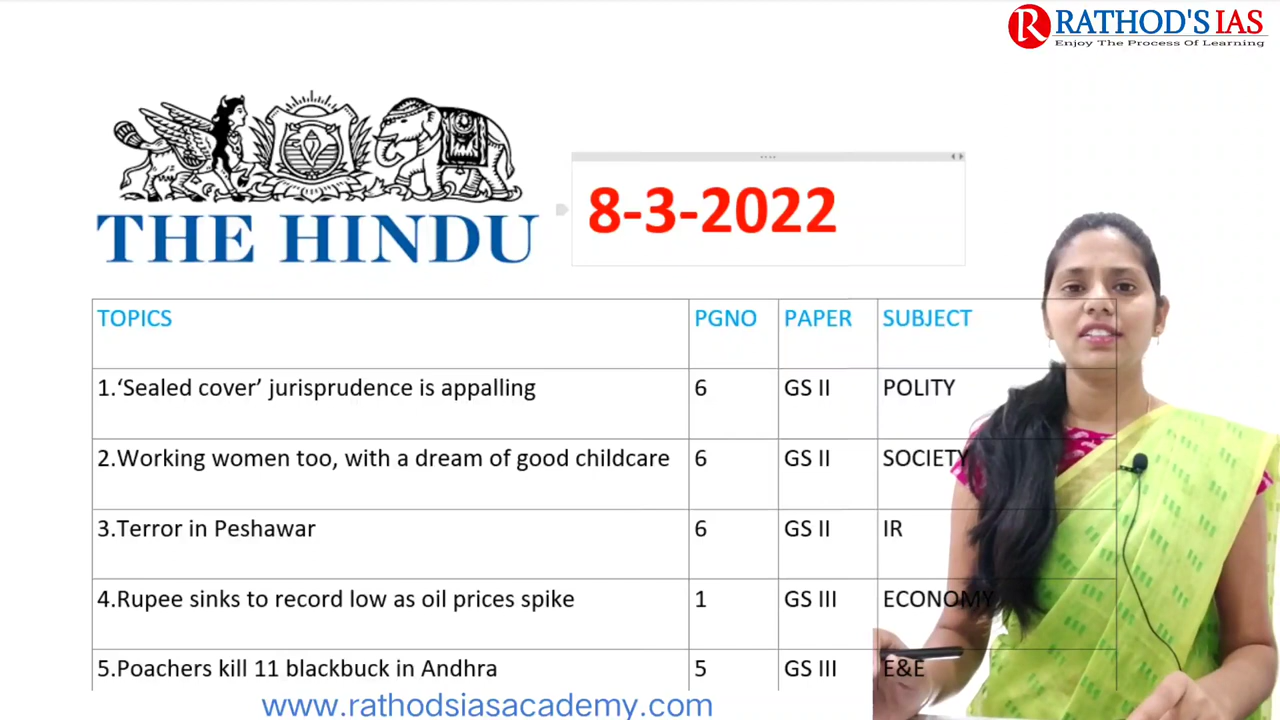 R RATHOD'S IAS
Enjoy The Process Of Learning
THE HINDU
8-3-2022
TOPICS PGNO PAPER SUBJECT
1.‘Sealed cover’ jurisprudence is appalling 6 GS II POLITY
2.Working women too, with a dream of good childcare 6 GS II SOCIETY
3.Terror in Peshawar 6 GS II IR
4.Rupee sinks to record low as oil prices spike 1 GS III ECONOMY
5.Poachers kill 11 blackbuck in Andhra 5 GS III E&E
www.rathodsiasacademy.com